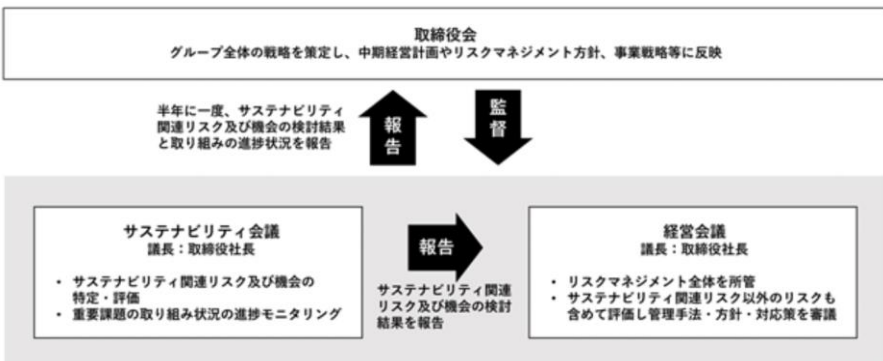 取締役会
グループ全体の戦略を策定し、中期経営計画やリスクマネジメント方針、事業戦略等に反映
半年に一度、サステナビリティ
関連リスク及び機会の検討結果
と取り組みの進捗状況を報告
報告
監督
サステナビリティ会議
議長：取締役社長
• サステナビリティ関連リスク及び機会の
特定・評価
• 重要課題の取り組み状況の進捗モニタリング
報告
サステナビリティ関連
リスク及び機会の検討
結果を報告
経営会議
議長：取締役社長
• リスクマネジメント全体を所管
• サステナビリティ関連リスク以外のリスクも
含めて評価し管理手法・方針・対応策を審議